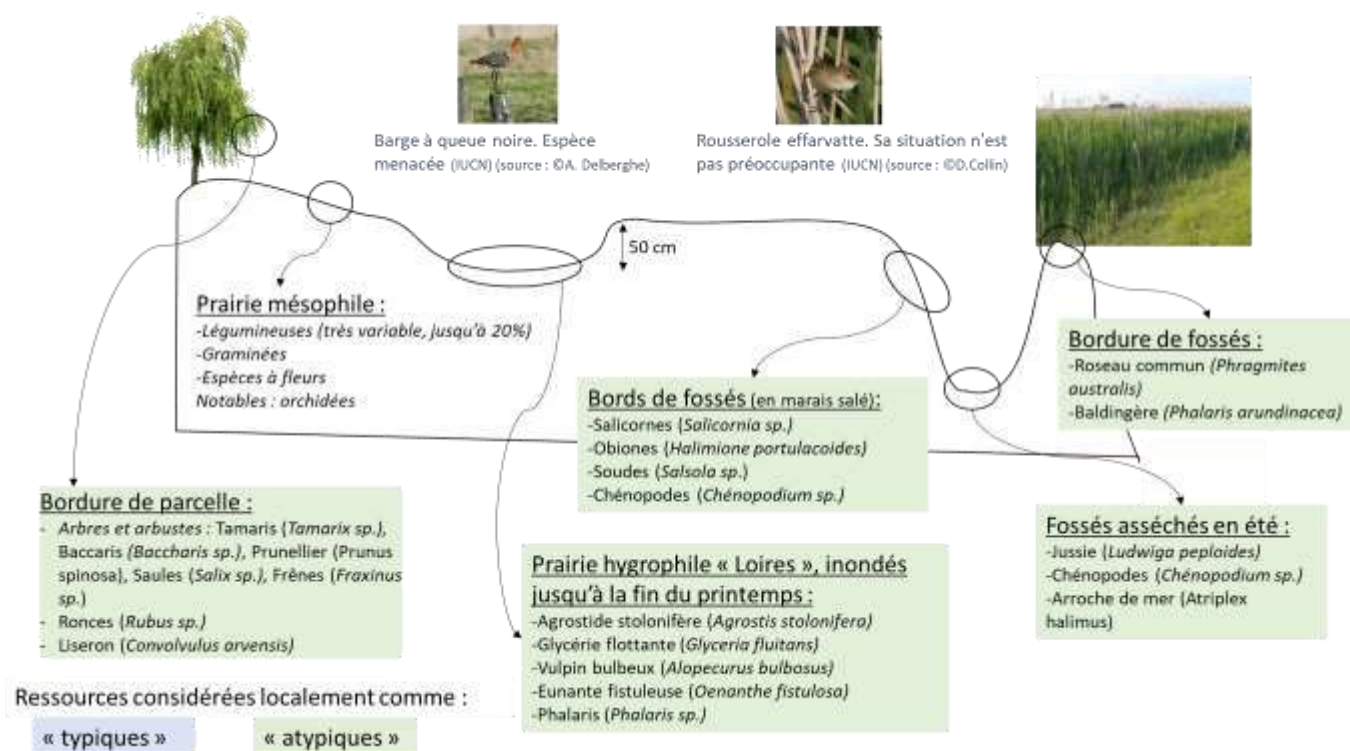 Barge à queue noire. Espèce
menacée (IUCN) (source : ©A. Delberghe)
Rousserole effarvatte. Sa situation n'est
pas préoccupante (IUCN) (source : ©D.Collin)
50 cm
Prairie mésophile :
-Légumineuses (très variable, jusqu'à 20%)
-Graminées
-Espèces à fleurs
Notables : orchidées
Bordure de fossés :
-Roseau commun (Phragmites
australis)
-Baldingère (Phalaris arundinacea)
Bords de fossés (en marais salé):
-Salicornes (Salicornia sp.)
-Obiones (Halimione portulacoides)
-Soudes (Salsola sp.)
-Chénopodes (Chénopodium sp.)
Bordure de parcelle :
- Arbres et arbustes : Tamaris (Tamarix sp.),
Baccaris (Baccharis sp.), Prunellier (Prunus
spinosa), Saules (Salix sp.), Frênes (Fraxinus
sp.)
- Ronces (Rubus sp.)
- Liseron (Convolvulus arvensis)
Fossés asséchés en été :
-Jussie (Ludwiga peploides)
-Chénopodes (Chénopodium sp.)
-Arroche de mer (Atriplex
halimus)
Prairie hygrophile « Loires », inondés
jusqu'à la fin du printemps :
-Agrostide stolonifère (Agrostis stolonifera)
-Glycérie flottante (Glyceria fluitans)
-Vulpin bulbeux (Alopecurus bulbosus)
-Eunante fistuleuse (Oenanthe fistulosa)
-Phalaris (Phalaris sp.)
Ressources considérées localement comme :
« typiques »
« atypiques »